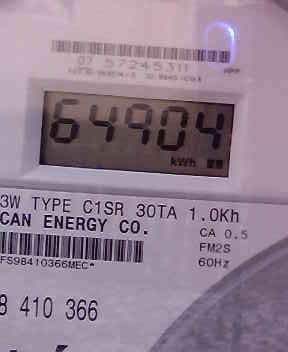 07 57245311
64904
kWh
3W TYPE C1SR 30TA 1.0Kh
CAN ENERGY CO.
CA 0.5
FM2S
60Hz
FS98410366MEC*
8 410 366